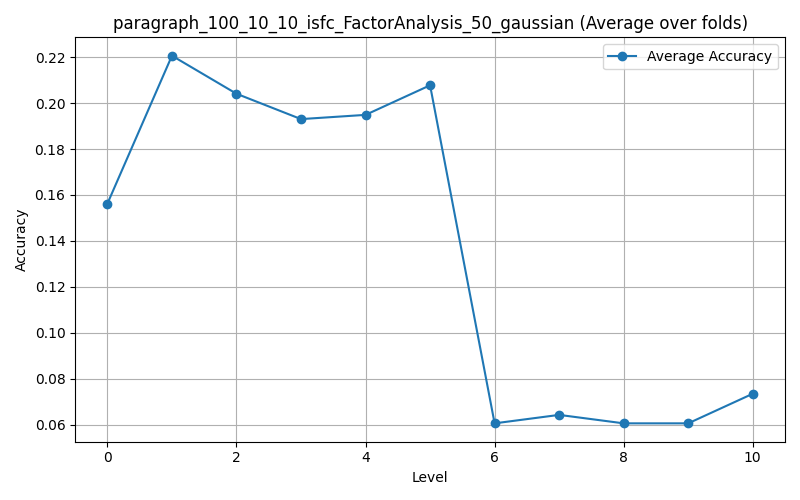 paragraph_100_10_10_isfc_FactorAnalysis_50_gaussian (Average over folds)
Average Accuracy
0.22
0.20
0.18
0.16
0.14
0.12
0.10
0.08
0.06
Accuracy
0 2 4 6 8 10
Level